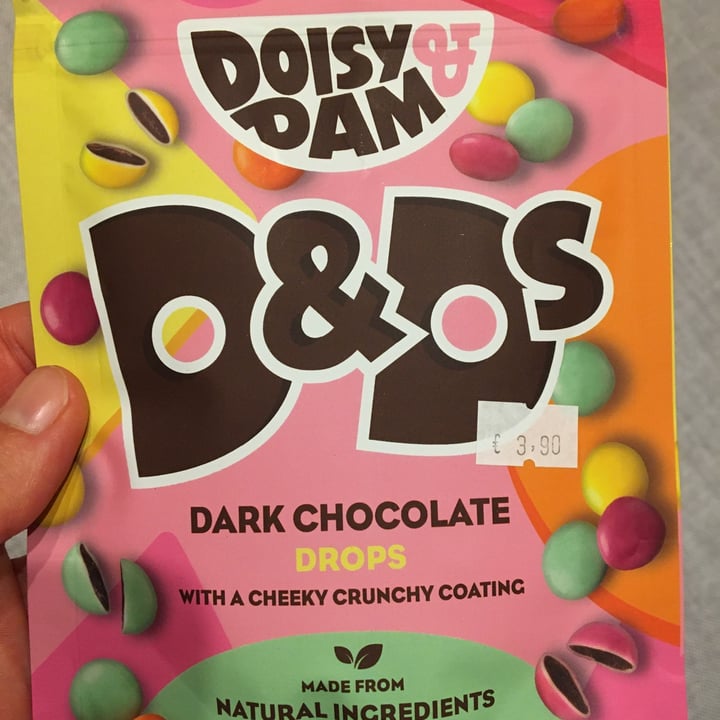 DOISY &
DAM
D&Ds
€ 3,90
DARK CHOCOLATE
DROPS
WITH A CHEEKY CRUNCHY COATING
MADE FROM
NATURAL INGREDIENTS